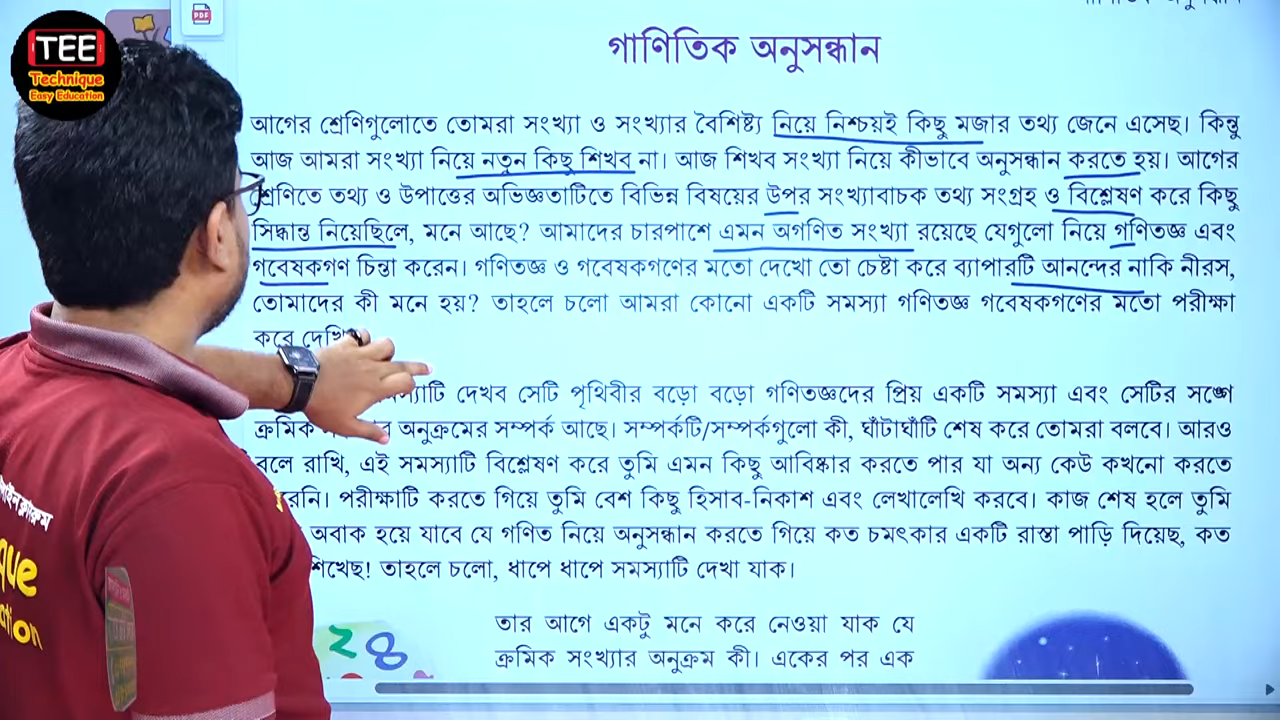 TEE
Technique
Easy Education
PDF
গাণিতিক অনুসন্ধান
আগের শ্রেণিগুলোতে তোমরা সংখ্যা ও সংখ্যার বৈশিষ্ট্য নিয়ে নিশ্চয়ই কিছু মজার তথ্য জেনে এসেছ। কিন্তু
আজ আমরা সংখ্যা নিয়ে নতুন কিছু শিখব না। আজ শিখব সংখ্যা নিয়ে কীভাবে অনুসন্ধান করতে হয়। আগের
শ্রেণিতে তথ্য ও উপাত্তের অভিজ্ঞতাটিতে বিভিন্ন বিষয়ের উপর সংখ্যাবাচক তথ্য সংগ্রহ ও বিশ্লেষণ করে কিছু
সিদ্ধান্ত নিয়েছিলে, মনে আছে? আমাদের চারপাশে এমন অগণিত সংখ্যা রয়েছে যেগুলো নিয়ে গণিতজ্ঞ এবং
গবেষকগণ চিন্তা করেন। গণিতজ্ঞ ও গবেষকগণের মতো দেখো তো চেষ্টা করে ব্যাপারটি আনন্দের নাকি নীরস,
তোমাদের কী মনে হয়? তাহলে চলো আমরা কোনো একটি সমস্যা গণিতজ্ঞ গবেষকগণের মতো পরীক্ষা
করে
দেখব সেটি পৃথিবীর বড়ো বড়ো গণিতজ্ঞদের প্রিয় একটি সমস্যা এবং সেটির সঙ্গে
ক্রমিক অনুক্রমের সম্পর্ক আছে। সম্পর্কটি/সম্পর্কগুলো কী, ঘাঁটাঘাঁটি শেষ করে তোমরা বলবে। আরও
বলে রাখি, এই সমস্যাটি বিশ্লেষণ করে তুমি এমন কিছু আবিষ্কার করতে পার যা অন্য কেউ কখনো করতে
পরীক্ষাটি করতে গিয়ে তুমি বেশ কিছু হিসাব-নিকাশ এবং লেখালেখি করবে। কাজ শেষ হলে তুমি
অবাক হয়ে যাবে যে গণিত নিয়ে অনুসন্ধান করতে গিয়ে কত চমৎকার একটি রাস্তা পাড়ি দিয়েছ, কত
শিখেছ! তাহলে চলো, ধাপে ধাপে সমস্যাটি দেখা যাক।
তার আগে একটু মনে করে নেওয়া যাক যে
ক্রমিক সংখ্যার অনুক্রম কী। একের পর এক
২ 8